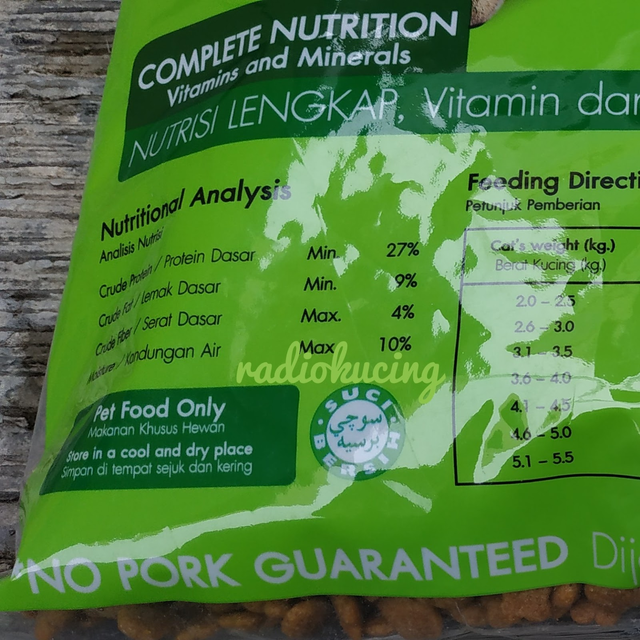 COMPLETE NUTRITION
Vitamins and Minerals
NUTRISI LENGKAP, Vitamin dan
Nutritional Analysis
Analisis Nutrisi
Crude Protein / Protein Dasar Min. 27%
Crude Fat / Lemak Dasar Min. 9%
Crude Fiber / Serat Dasar Max. 4%
Moisture / Kandungan Air Max. 10%
Feeding Directi
Petunjuk Pemberian
Cat's weight (kg.)
Berat Kucing (kg.)
2.0 – 2.5
2.6 – 3.0
3.1 – 3.5
3.6 – 4.0
4.1 – 4.5
4.6 – 5.0
5.1 – 5.5
radiokucing
Pet Food Only
Makanan Khusus Hewan
Store in a cool and dry place
Simpan di tempat sejuk dan kering
SUCI
سوچي
برسيه
BERSIH
NO PORK GUARANTEED Dij